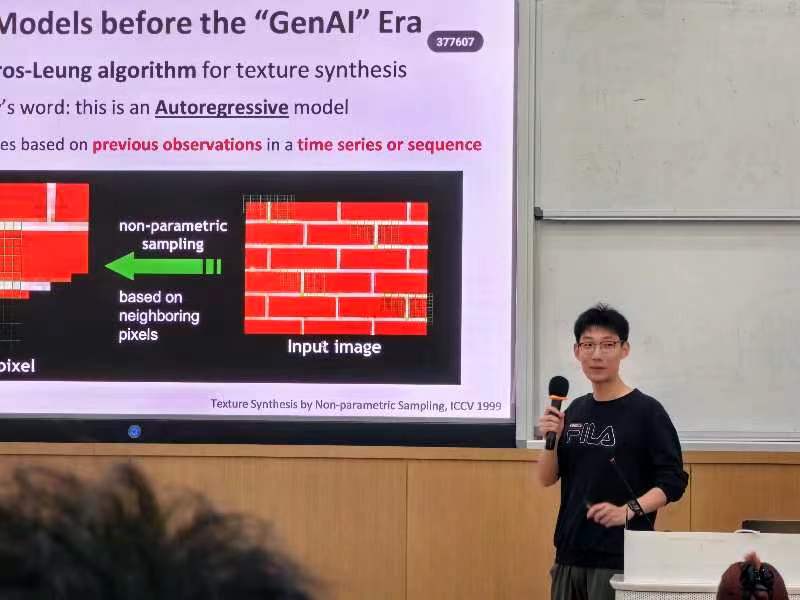 Models before the “GenAI” Era
377607
ros-Leung algorithm for texture synthesis
’s word: this is an Autoregressive model
es based on previous observations in a time series or sequence
non-parametric
sampling
based on
neighboring
pixels
pixel
Input image
Texture Synthesis by Non-parametric Sampling, ICCV 1999
FILA